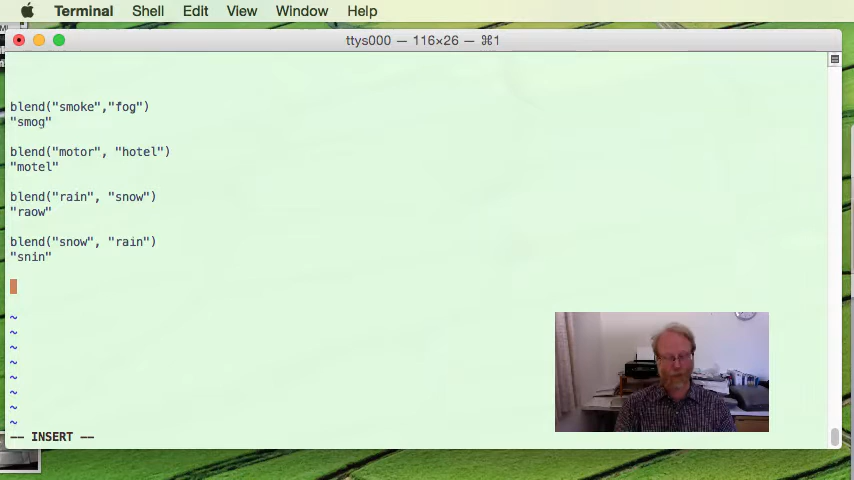 Terminal Shell Edit View Window Help
ttys000 — 116×26 — ⌘1
blend("smoke","fog")
"smog"
blend("motor", "hotel")
"motel"
blend("rain", "snow")
"raow"
blend("snow", "rain")
"snin"
~
~
~
~
~
~
~
~
-- INSERT --